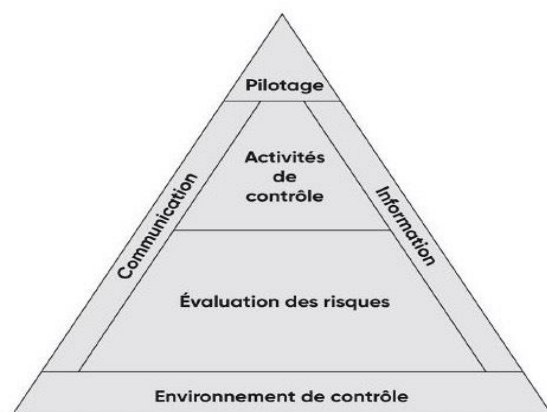 Pilotage
Activités
de
contrôle
Communication
Information
Évaluation des risques
Environnement de contrôle